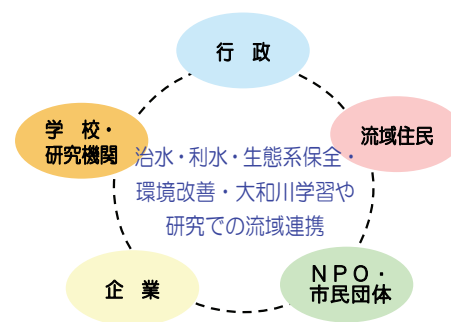 行　政
学　校・
研究機関
流域住民
治水・利水・生態系保全・
環境改善・大和川学習や
研究での流域連携
企　業
ＮＰＯ・
市民団体